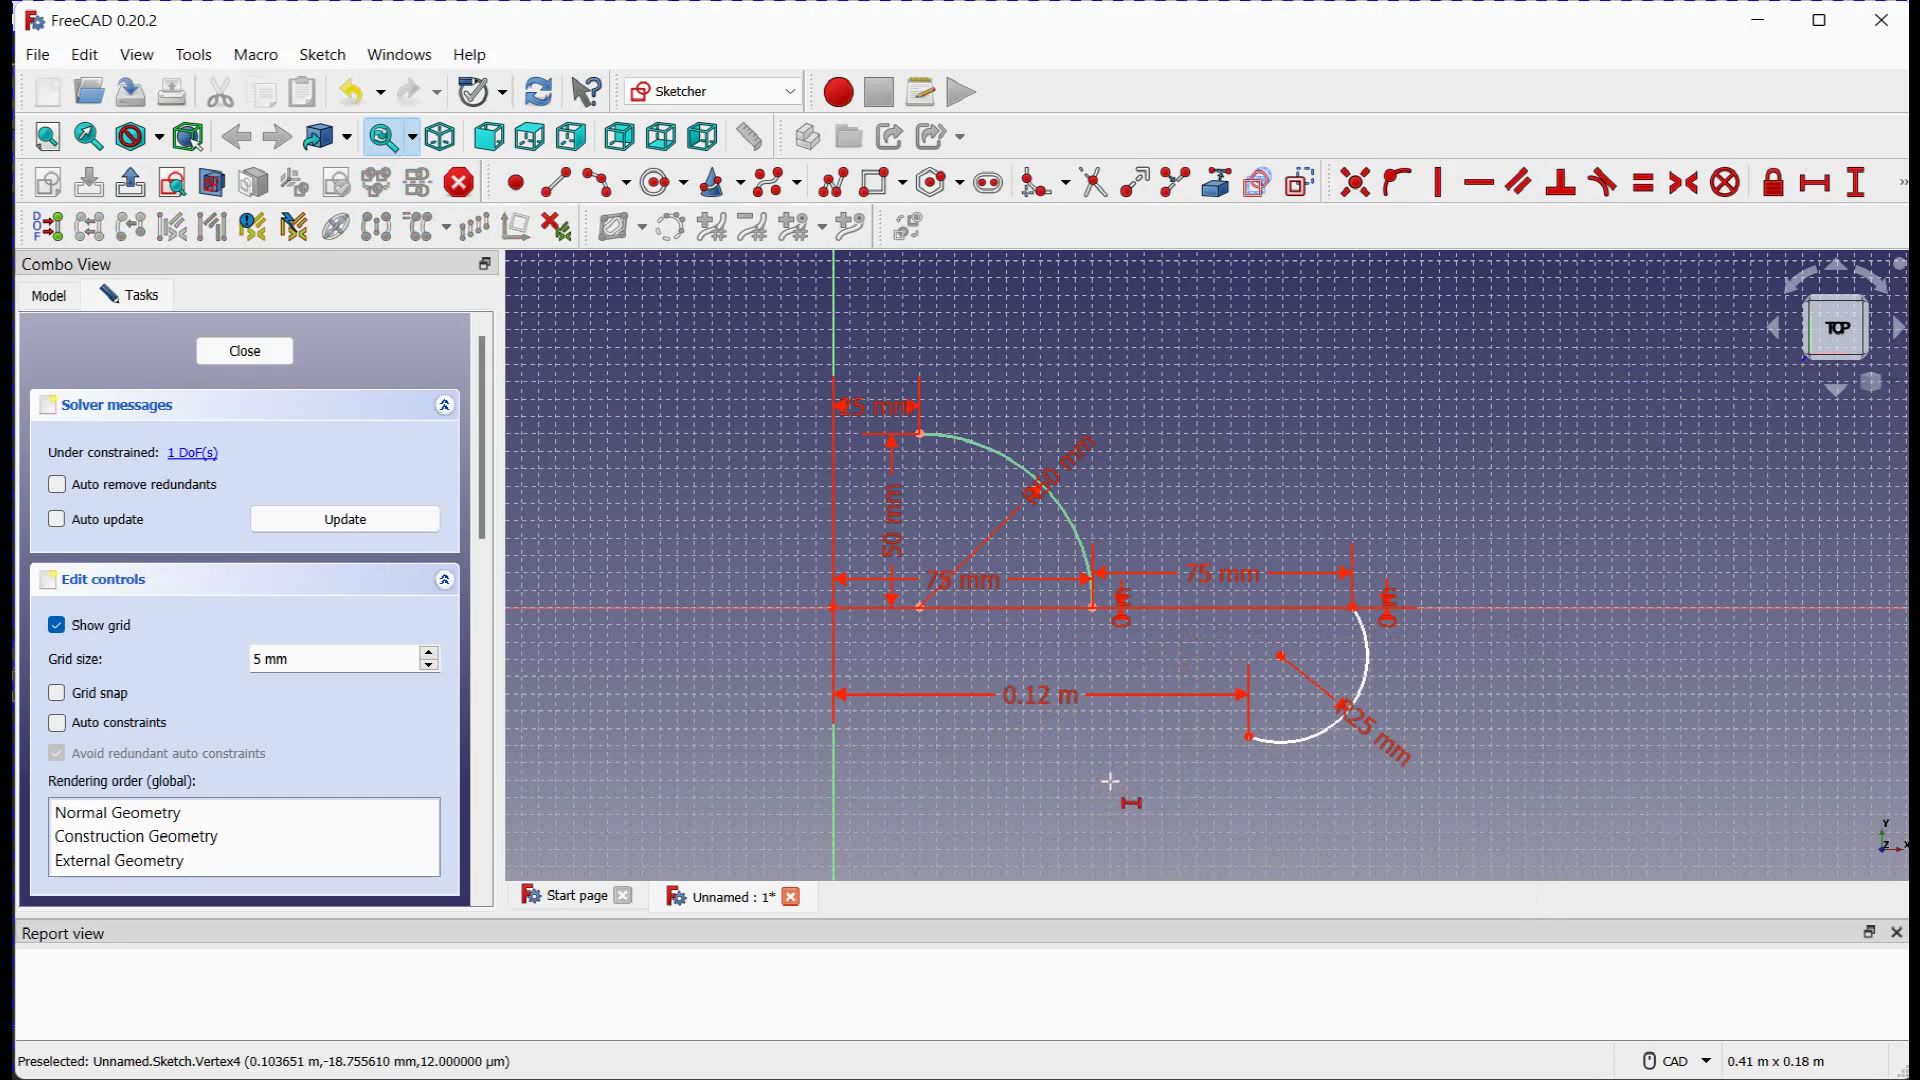 FreeCAD 0.20.2
File Edit View Tools Macro Sketch Windows Help
Sketcher
Combo View
Model Tasks
Close
Solver messages
Under constrained: 1 DoF(s)
Auto remove redundants
Auto update Update
Edit controls
Show grid
Grid size: 5 mm
Grid snap
Auto constraints
Avoid redundant auto constraints
Rendering order (global):
Normal Geometry
Construction Geometry
External Geometry
TOP
25 mm
R50 mm
50 mm
75 mm
75 mm
0.12 m
R25 mm
Y
Z
X
Start page Unnamed : 1*
Report view
Preselected: Unnamed.Sketch.Vertex4 (0.103651 m,-18.755610 mm,12.000000 µm)
CAD 0.41 m x 0.18 m